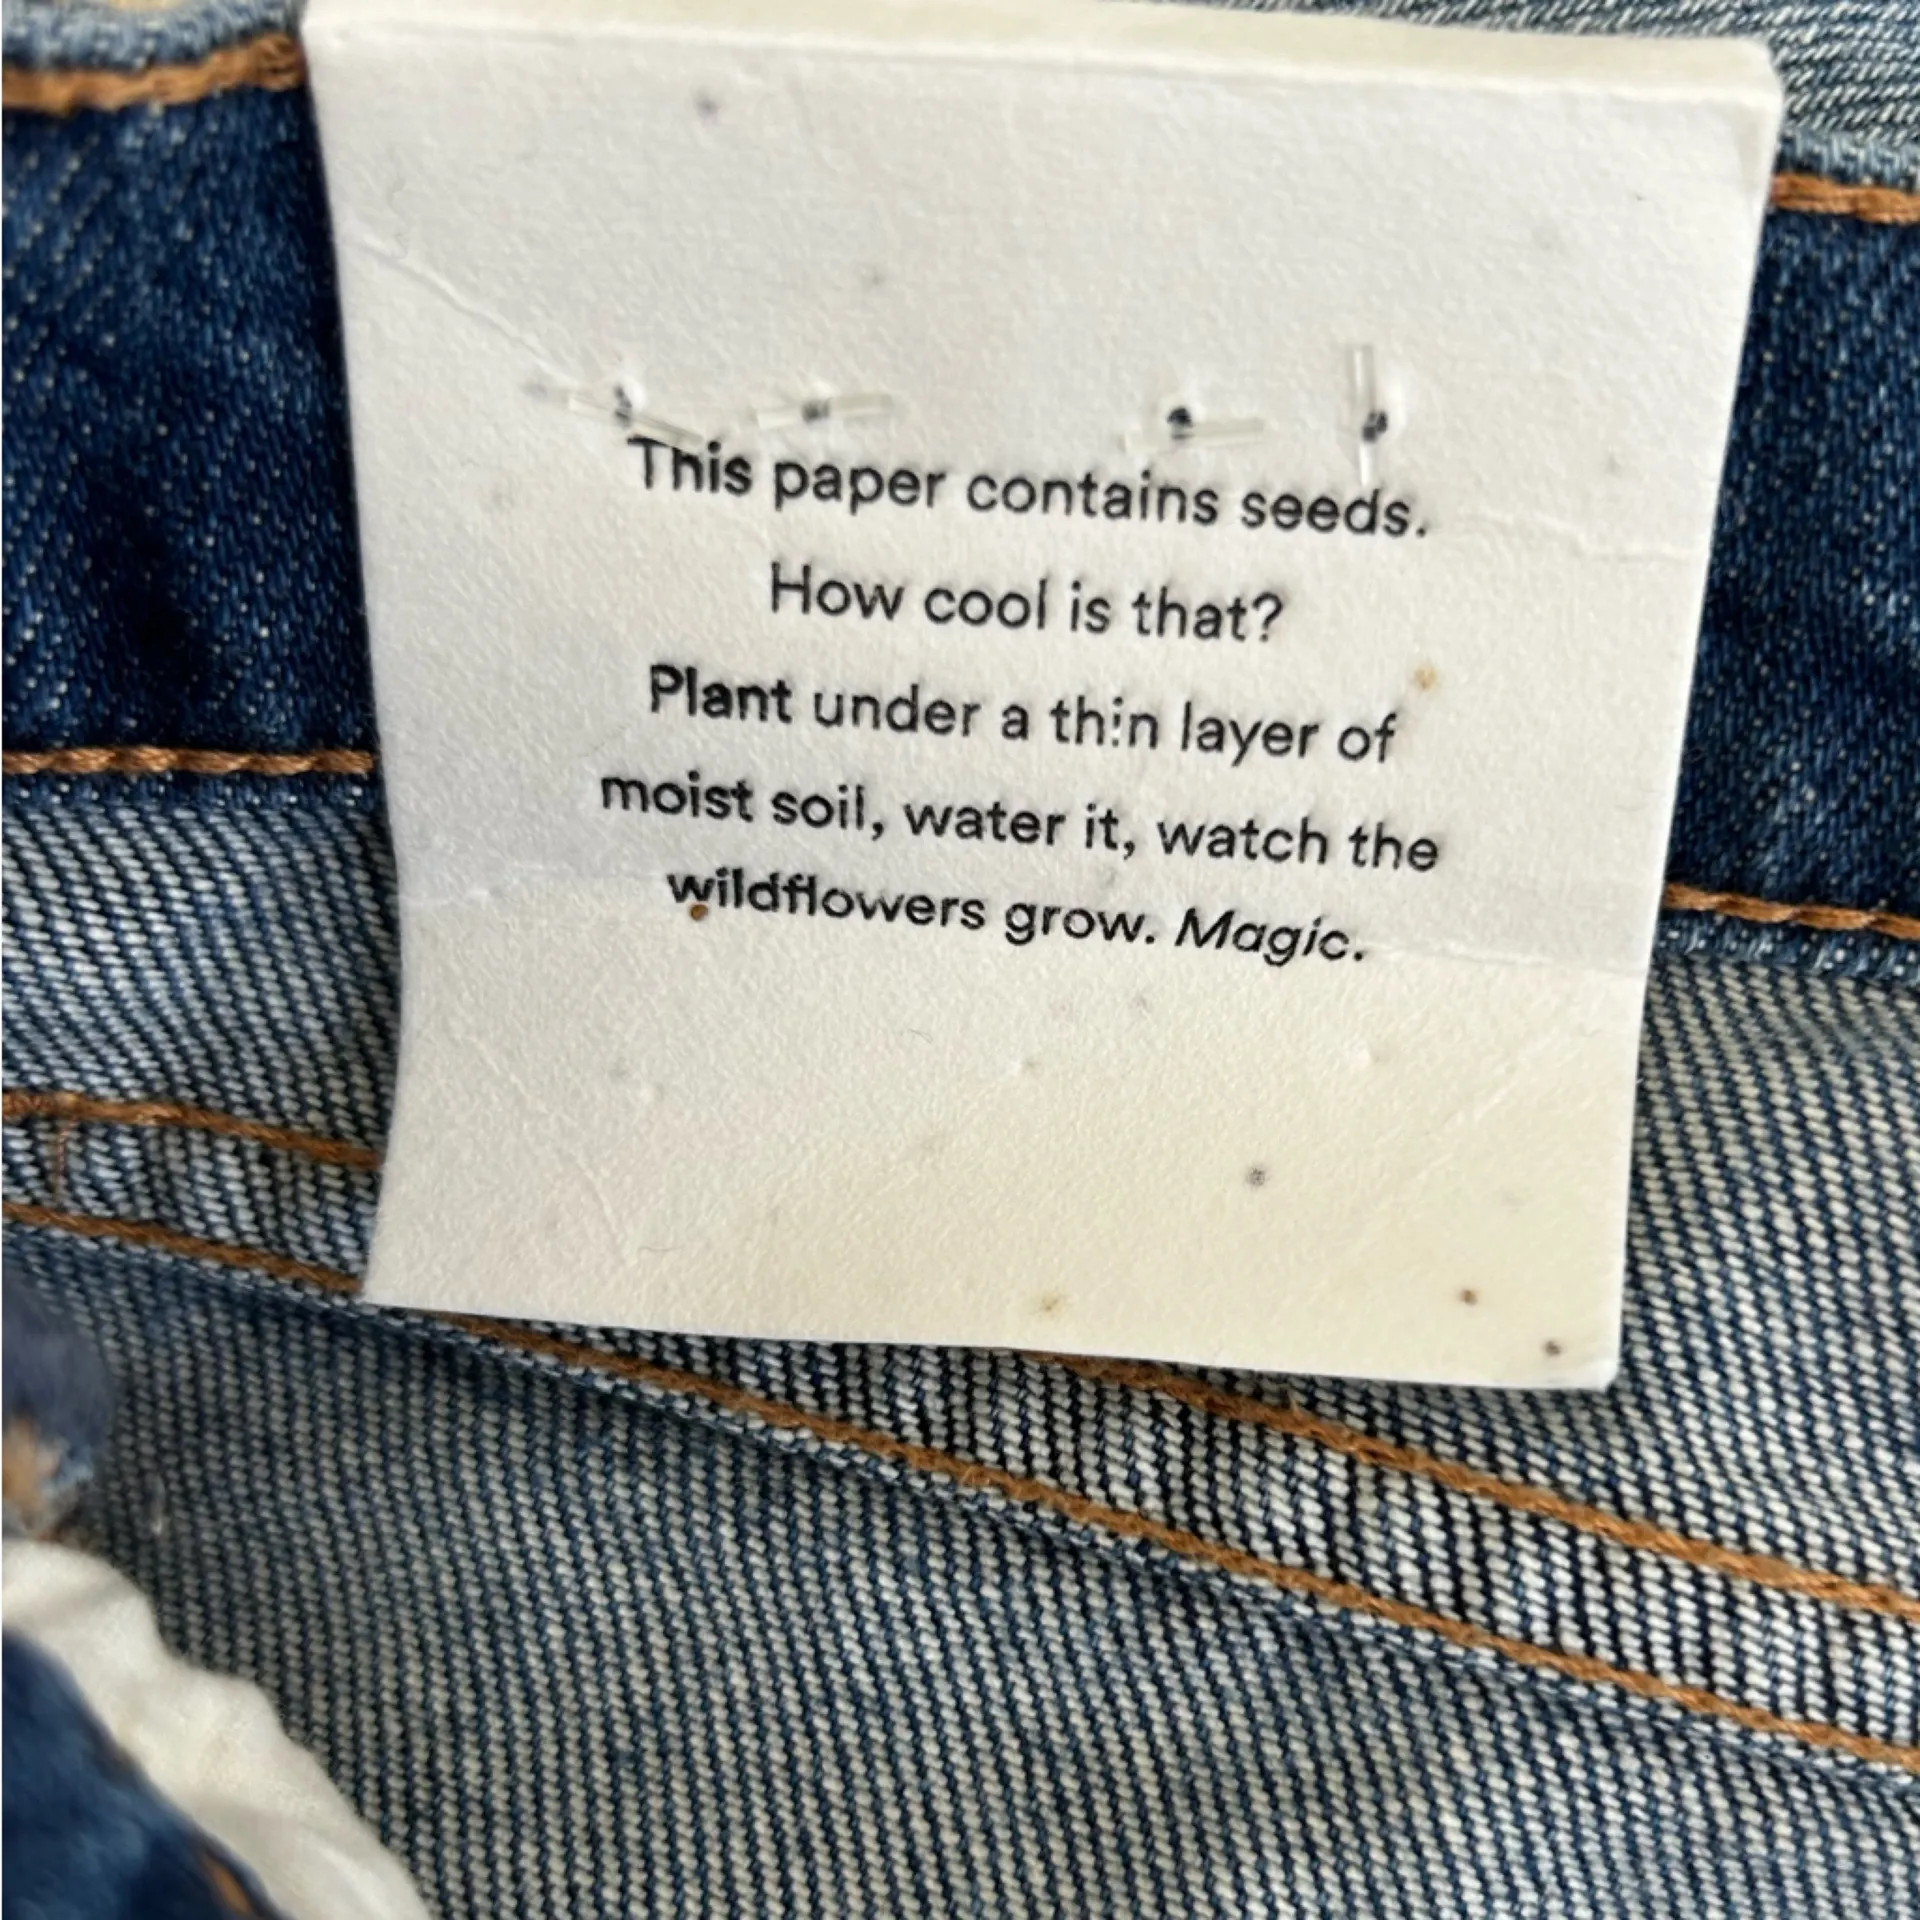 This paper contains seeds.
How cool is that?
Plant under a thin layer of
moist soil, water it, watch the
wildflowers grow. Magic.